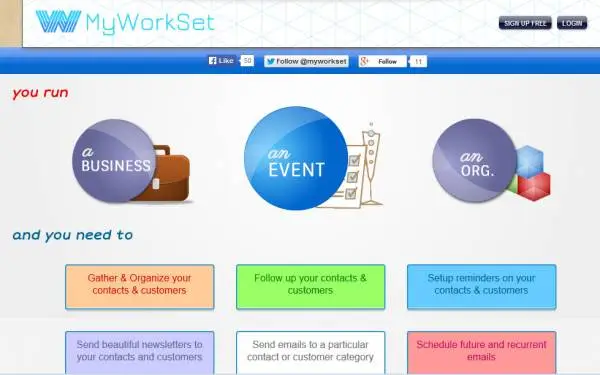 MyWorkSet
SIGN UP FREE
LOGIN
Like 50
Follow @myworkset
Follow 11
you run
a
BUSINESS
an
EVENT
an
ORG.
and you need to
Gather & Organize your
contacts & customers
Follow up your contacts &
customers
Setup reminders on your
contacts & customers
Send beautiful newsletters to
your contacts and customers
Send emails to a particular
contact or customer category
Schedule future and recurrent
emails